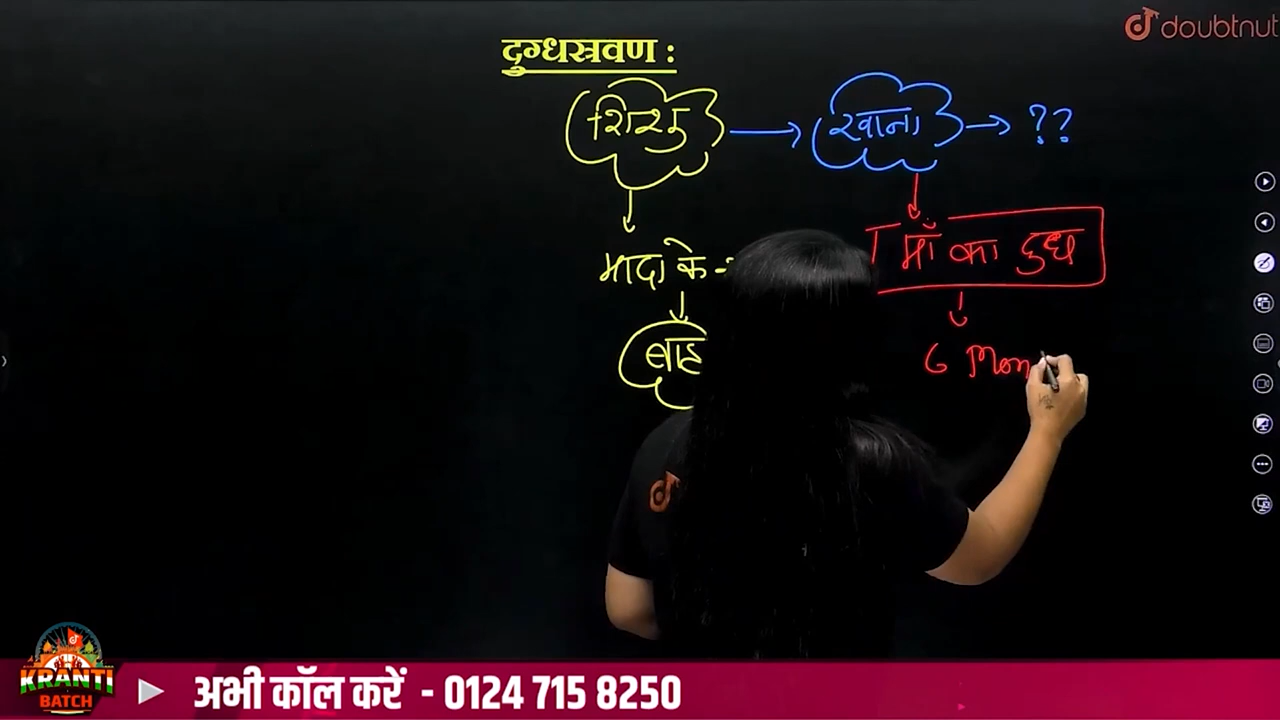 doubtnut
दुग्धस्रवण :
शिशु → खाना → ??
मादा के
माँ का दुध
बाह
6 Mon
KRANTI
BATCH
अभी कॉल करें - 0124 715 8250